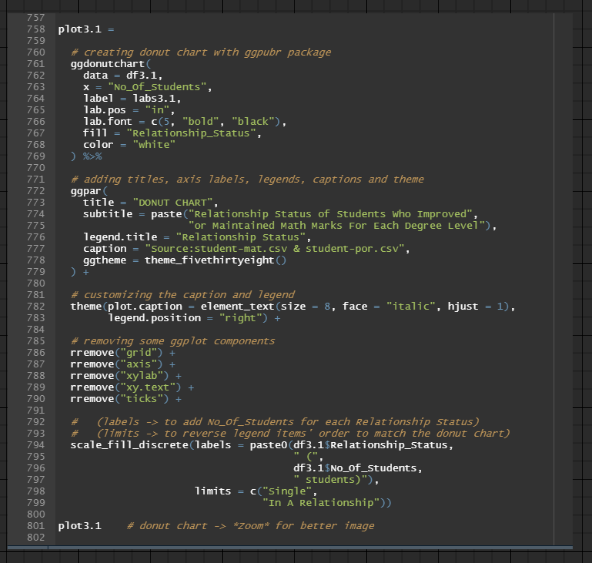 757
758 plot3.1 =
759
760   # creating donut chart with ggpubr package
761   ggdonutchart(
762     data = df3.1,
763     x = "No_Of_Students",
764     label = labs3.1,
765     lab.pos = "in",
766     lab.font = c(5, "bold", "black"),
767     fill = "Relationship_Status",
768     color = "white"
769   ) %>%
770
771   # adding titles, axis labels, legends, captions and theme
772   ggpar(
773     title = "DONUT CHART",
774     subtitle = paste("Relationship Status of Students Who Improved",
775                      "or Maintained Math Marks For Each Degree Level"),
776     legend.title = "Relationship Status",
777     caption = "Source:student-mat.csv & student-por.csv",
778     ggtheme = theme_fivethirtyeight()
779   ) +
780
781   # customizing the caption and legend
782   theme(plot.caption = element_text(size = 8, face = "italic", hjust = 1),
783         legend.position = "right") +
784
785   # removing some ggplot components
786   rremove("grid") +
787   rremove("axis") +
788   rremove("xylab") +
789   rremove("xy.text") +
790   rremove("ticks") +
791
792   #   (labels -> to add No_Of_Students for each Relationship Status)
793   #   (limits -> to reverse legend items' order to match the donut chart)
794   scale_fill_discrete(labels = paste0(df3.1$Relationship_Status,
795                                       " (",
796                                       df3.1$No_Of_Students,
797                                       " students)"),
798                       limits = c("Single",
799                                  "In A Relationship"))
800
801 plot3.1    # donut chart -> *Zoom* for better image
802